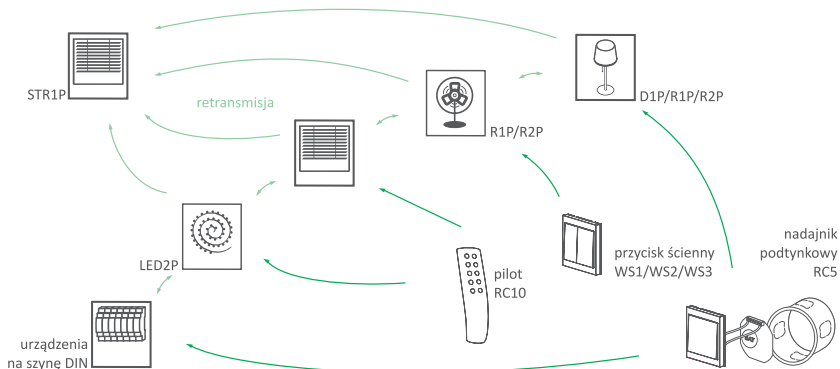 STR1P
retransmisja
D1P/R1P/R2P
R1P/R2P
LED2P
pilot
RC10
przycisk ścienny
WS1/WS2/WS3
nadajnik
podtynkowy
RC5
urządzenia
na szynę DIN